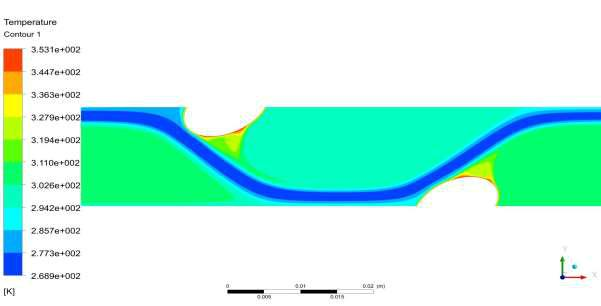 Temperature
Contour 1
3.531e+002
3.447e+002
3.363e+002
3.279e+002
3.194e+002
3.110e+002
3.026e+002
2.942e+002
2.857e+002
2.773e+002
2.689e+002
[K]
0 0.01 0.02 (m)
0.005 0.015
Y
X